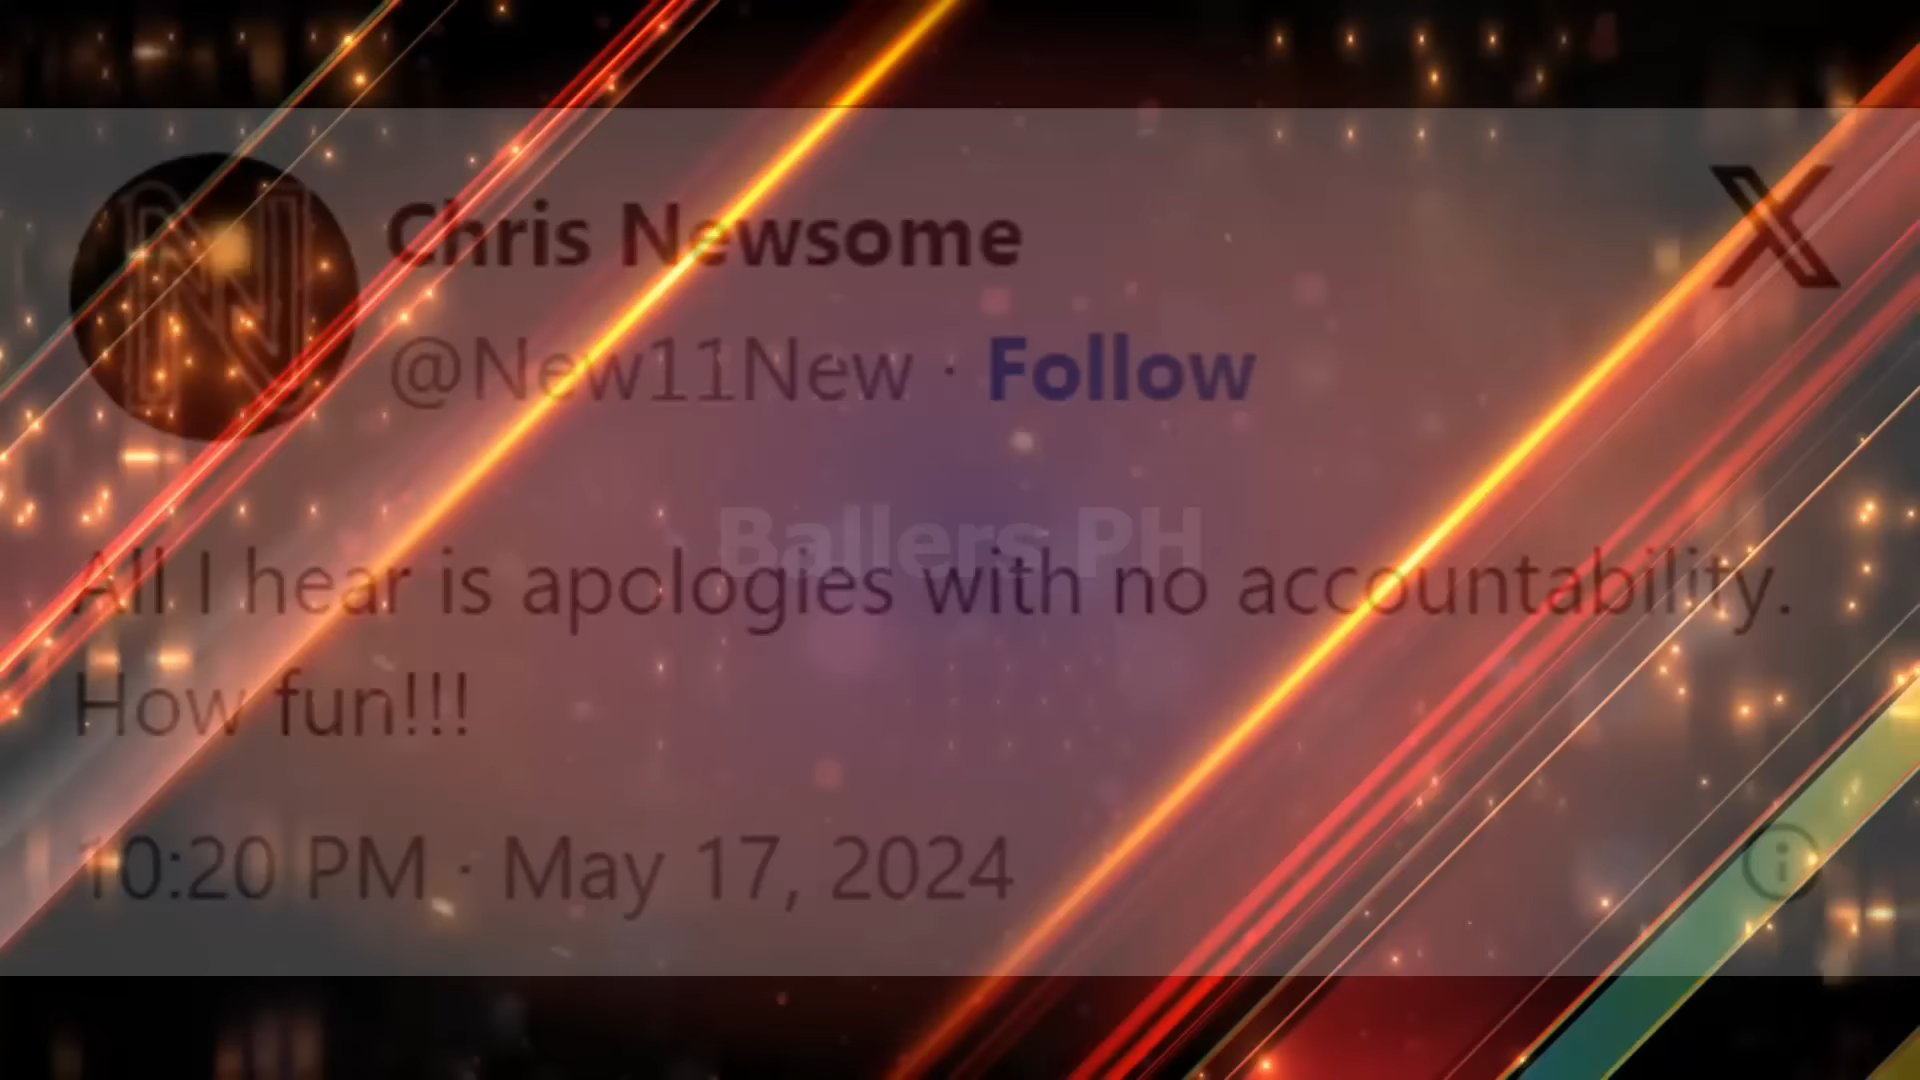 Chris Newsome
X
@New11New · Follow
Ballers PH
All I hear is apologies with no accountability.
How fun!!!
10:20 PM · May 17, 2024